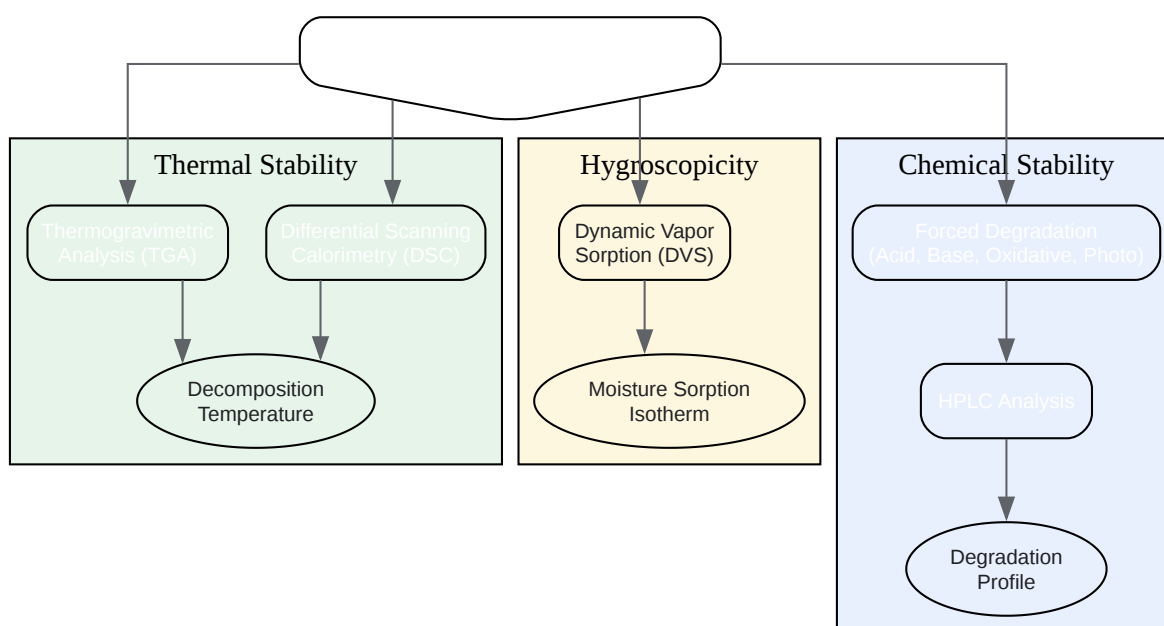 Thermal Stability
Thermogravimetric
Analysis (TGA)
Differential Scanning
Calorimetry (DSC)
Decomposition
Temperature
Hygroscopicity
Dynamic Vapor
Sorption (DVS)
Moisture Sorption
Isotherm
Chemical Stability
Forced Degradation
(Acid, Base, Oxidative, Photo)
HPLC Analysis
Degradation
Profile